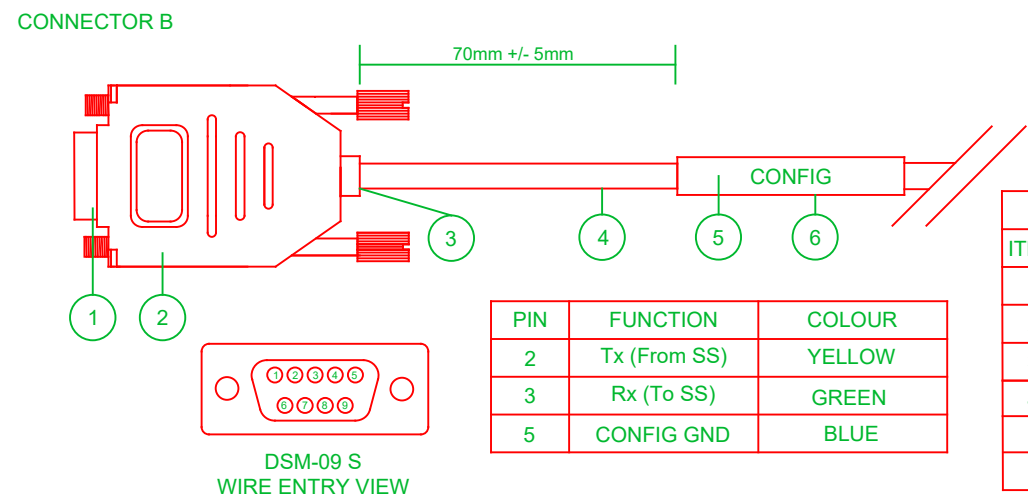 CONNECTOR B
70mm +/- 5mm
CONFIG
3
4
5
6
1
2
PIN FUNCTION COLOUR
2 Tx (From SS) YELLOW
3 Rx (To SS) GREEN
5 CONFIG GND BLUE
1 2 3 4 5
6 7 8 9
DSM-09 S
WIRE ENTRY VIEW